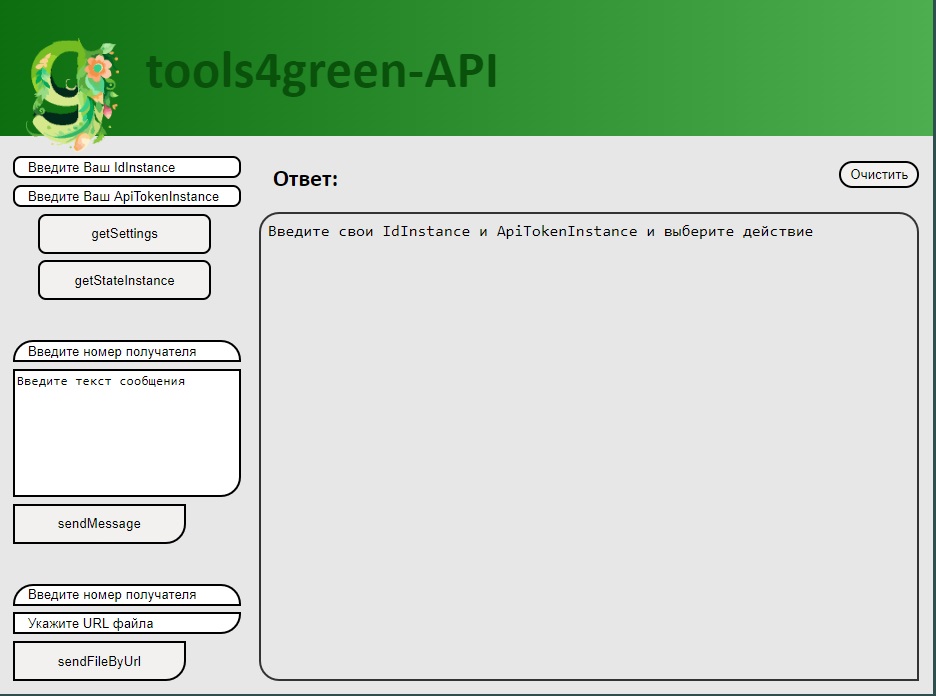 tools4green-API
Введите Ваш IdInstance
Введите Ваш ApiTokenInstance
getSettings
getStateInstance
Введите номер получателя
Введите текст сообщения
sendMessage
Введите номер получателя
Укажите URL файла
sendFileByUrl
Ответ:
Очистить
Введите свои IdInstance и ApiTokenInstance и выберите действие